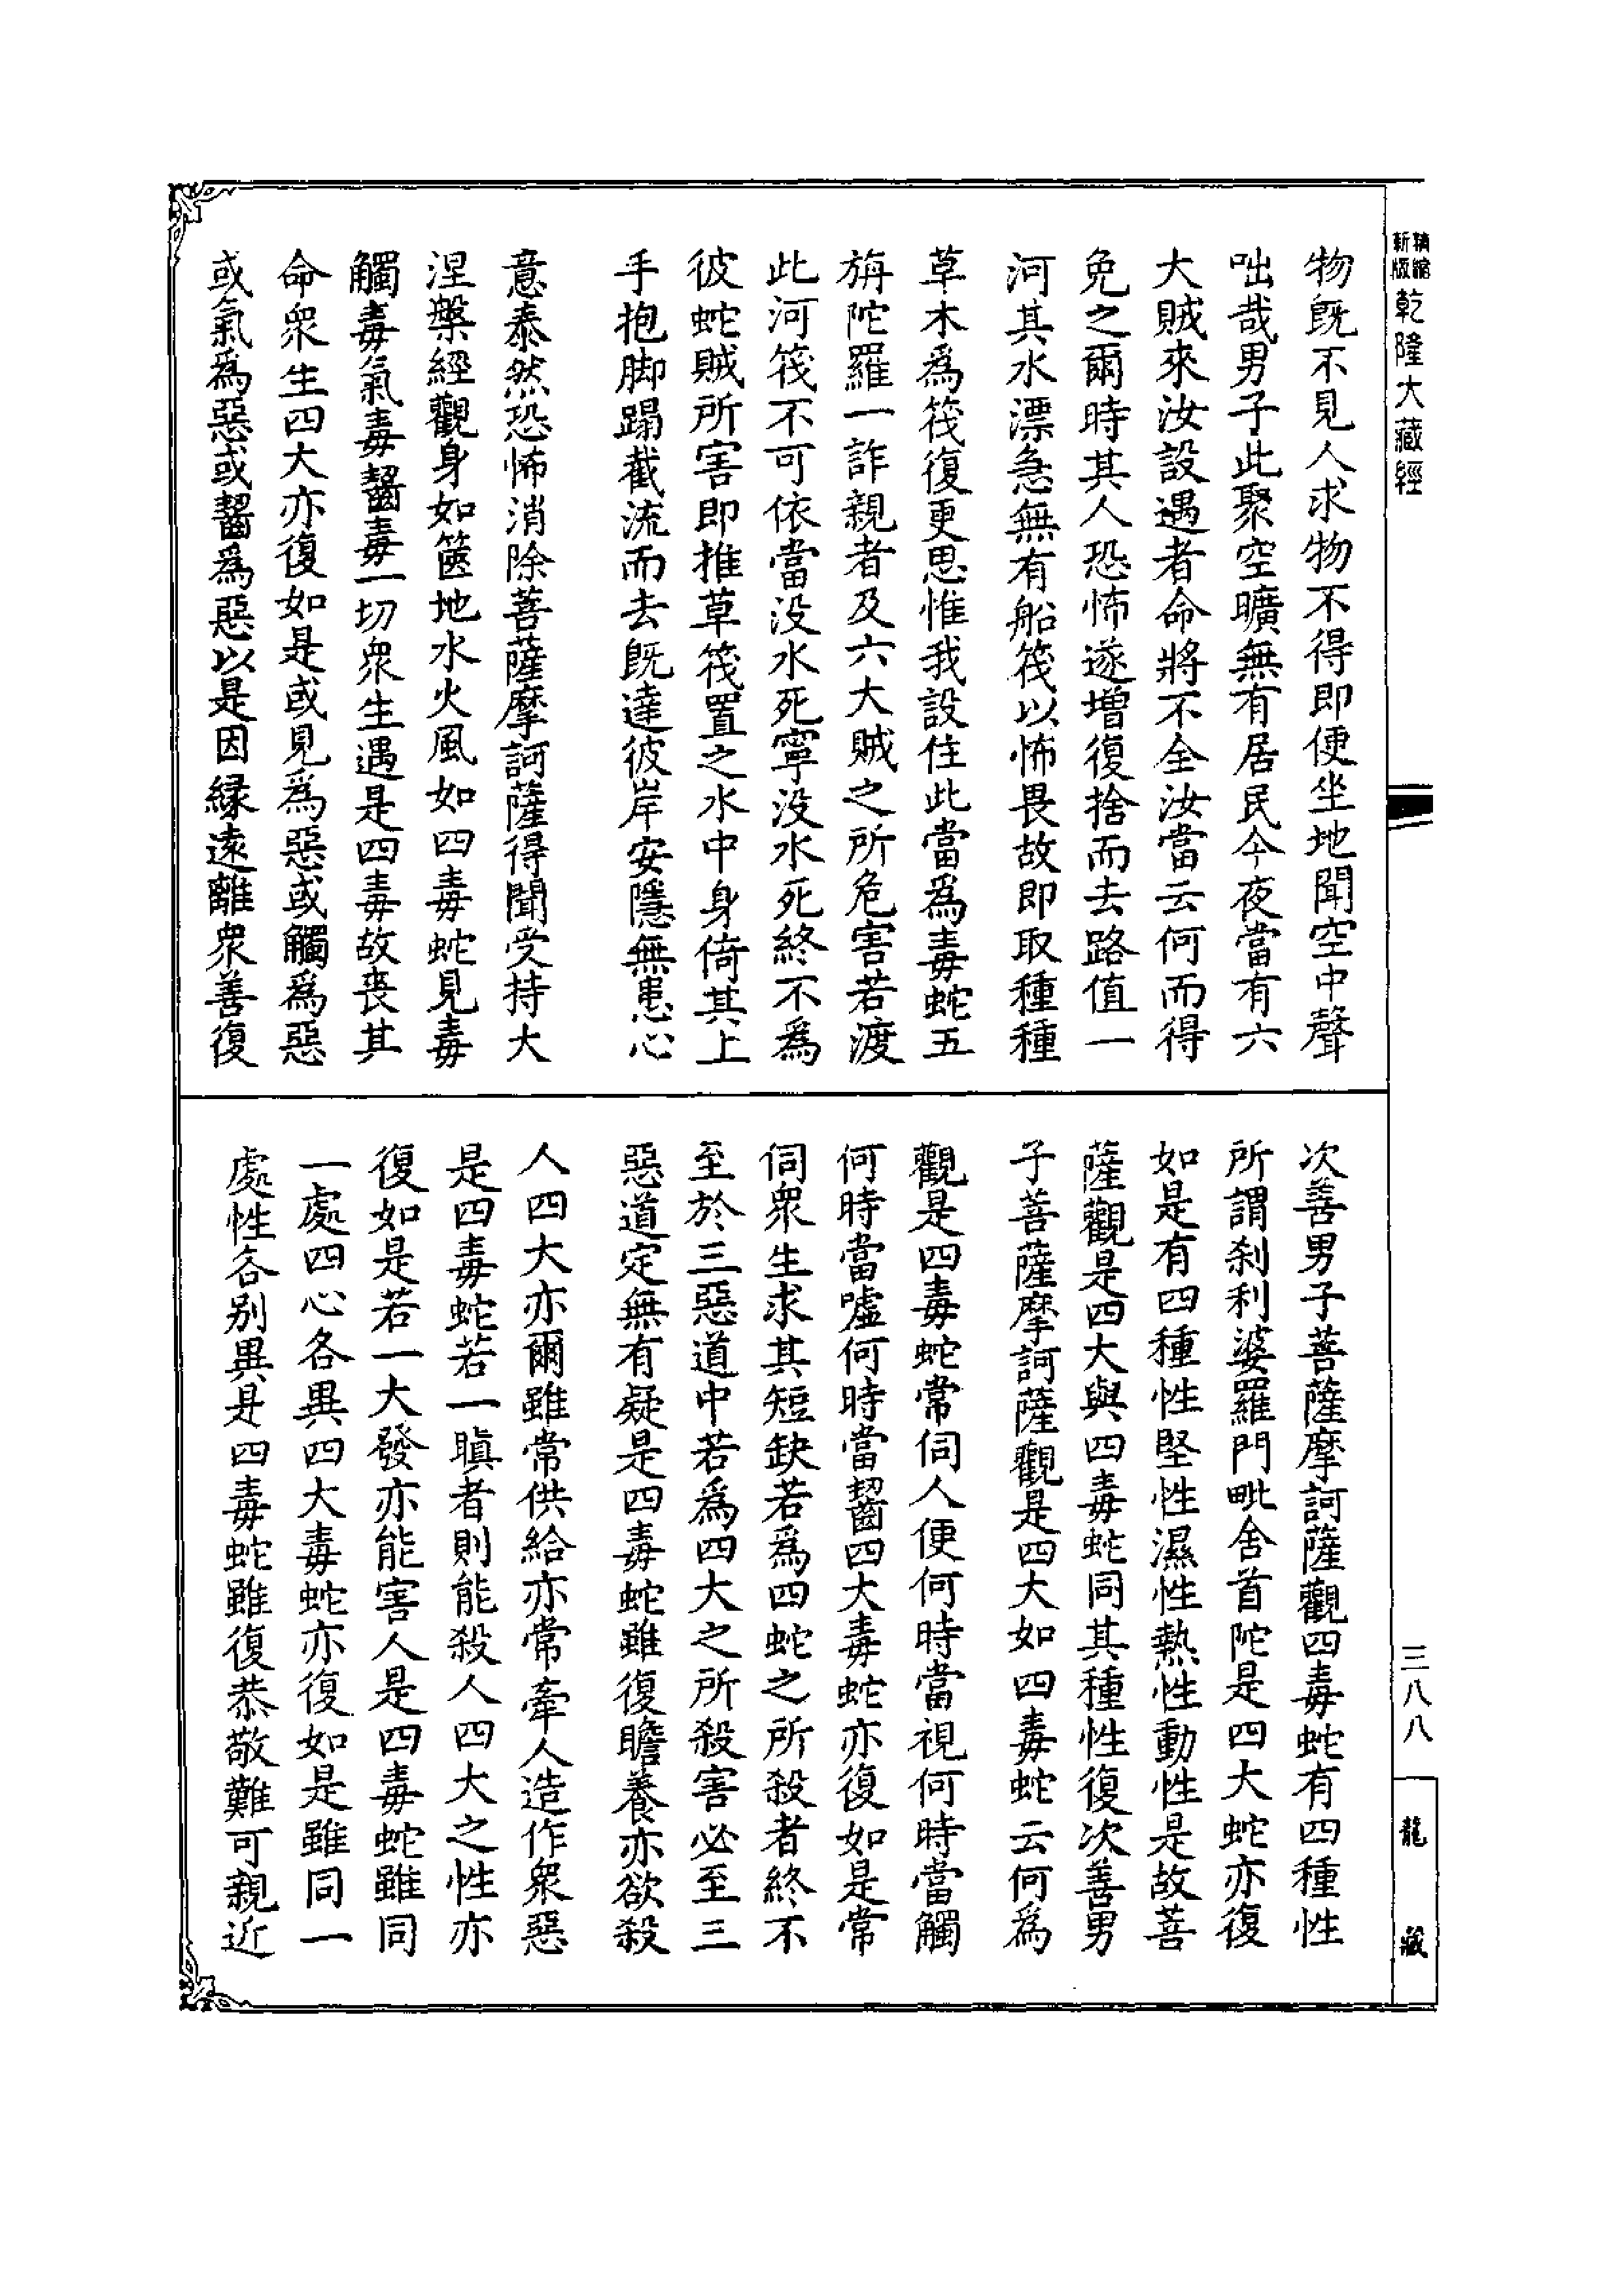 精縮
新版
乾隆大藏經
物既不見人求物不得即便坐地聞空中聲
咄哉男子此聚空曠無有居民今夜當有六
大賊來汝設遇者命將不全汝當云何而得
免之爾時其人恐怖遂增復捨而去路值一
河其水漂急無有船筏以怖畏故即取種種
草木爲筏復更思惟我設住此當爲毒蛇五
旃陀羅一詐親者及六大賊之所危害若渡
此河筏不可依當没水死寧没水死終不爲
彼蛇賊所害即推草筏置之水中身倚其上
手抱脚蹋截流而去既達彼岸安隱無患心
意泰然恐怖消除菩薩摩訶薩得聞受持大
涅槃經觀身如篋地水火風如四毒蛇見毒
觸毒氣毒齧毒一切衆生遇是四毒故喪其
命衆生四大亦復如是或見爲惡或觸爲惡
或氣爲惡或齧爲惡以是因緣遠離衆善復
次善男子菩薩摩訶薩觀四毒蛇有四種性
所謂刹利婆羅門毗舍首陀是四大蛇亦復
如是有四種性堅性濕性熱性動性是故菩
薩觀是四大與四毒蛇同其種性復次善男
子菩薩摩訶薩觀是四大如四毒蛇云何爲
觀是四毒蛇常伺人便何時當視何時當觸
何時當噓何時當齧四大毒蛇亦復如是常
伺衆生求其短缺若爲四蛇之所殺者終不
至於三惡道中若爲四大之所殺害必至三
惡道定無有疑是四毒蛇雖復瞻養亦欲殺
人四大亦爾雖常供給亦常牽人造作衆惡
是四毒蛇若一瞋者則能殺人四大之性亦
復如是若一大發亦能害人是四毒蛇雖同
一處四心各異四大毒蛇亦復如是雖同一
處性各别異是四毒蛇雖復恭敬難可親近
三八八
龍藏